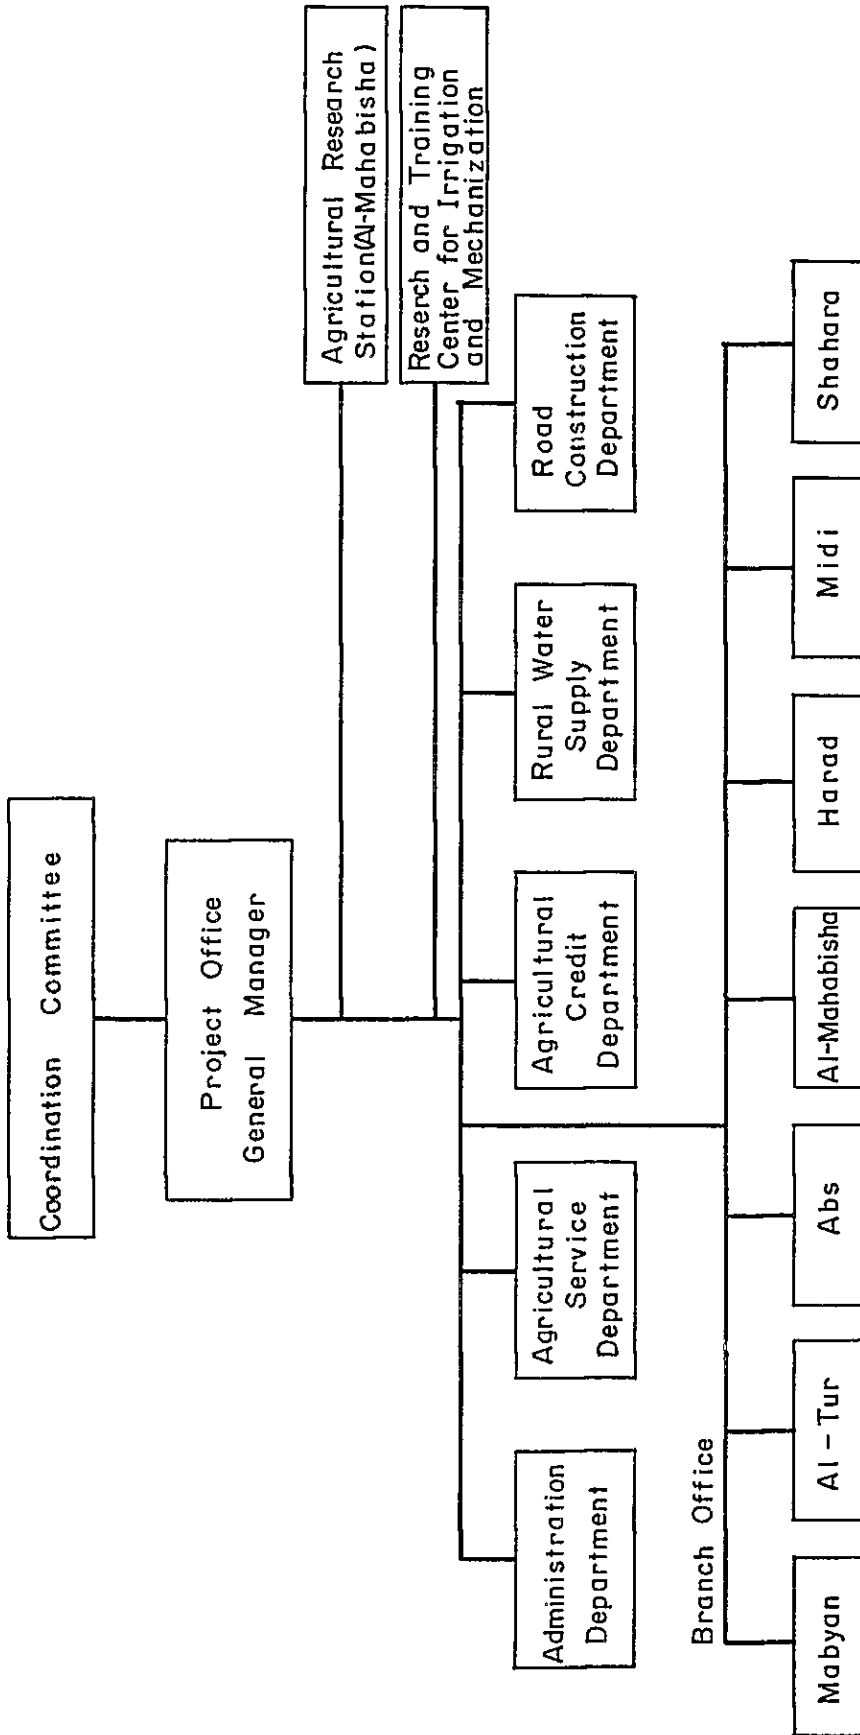 Coordination Committee
Project Office
General Manager
Agricultural Research
Station(Al-Mahabisha)
Reserch and Training
Center for Irrigation
and Mechanization
Administration
Department
Agricultural
Service
Department
Agricultural
Credit
Department
Rural Water
Supply
Department
Road
Construction
Department
Branch Office
Mabyan
Al-Tur
Abs
Al-Mahabisha
Harad
Midi
Shahara